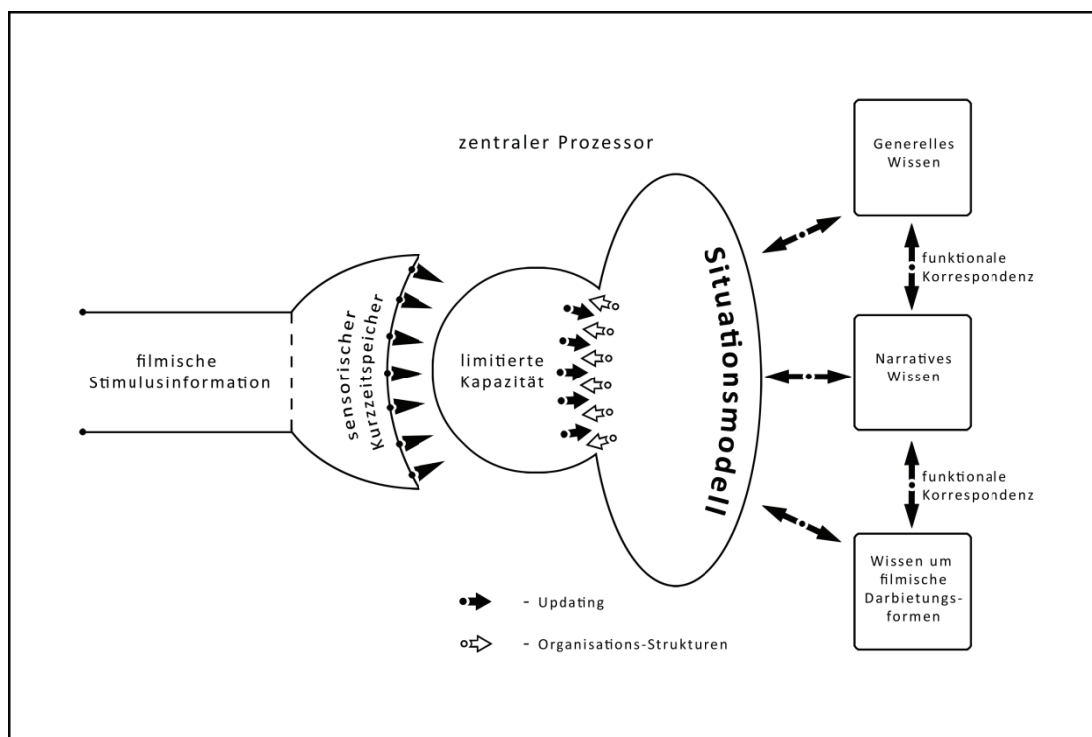 zentraler Prozessor
filmische
Stimulusinformation
sensorischer
Kurzzeitspeicher
limitierte
Kapazität
Situationsmodell
Generelles
Wissen
funktionale
Korrespondenz
Narratives
Wissen
funktionale
Korrespondenz
Wissen um
filmische
Darbietungs-
formen
- Updating
- Organisations-Strukturen